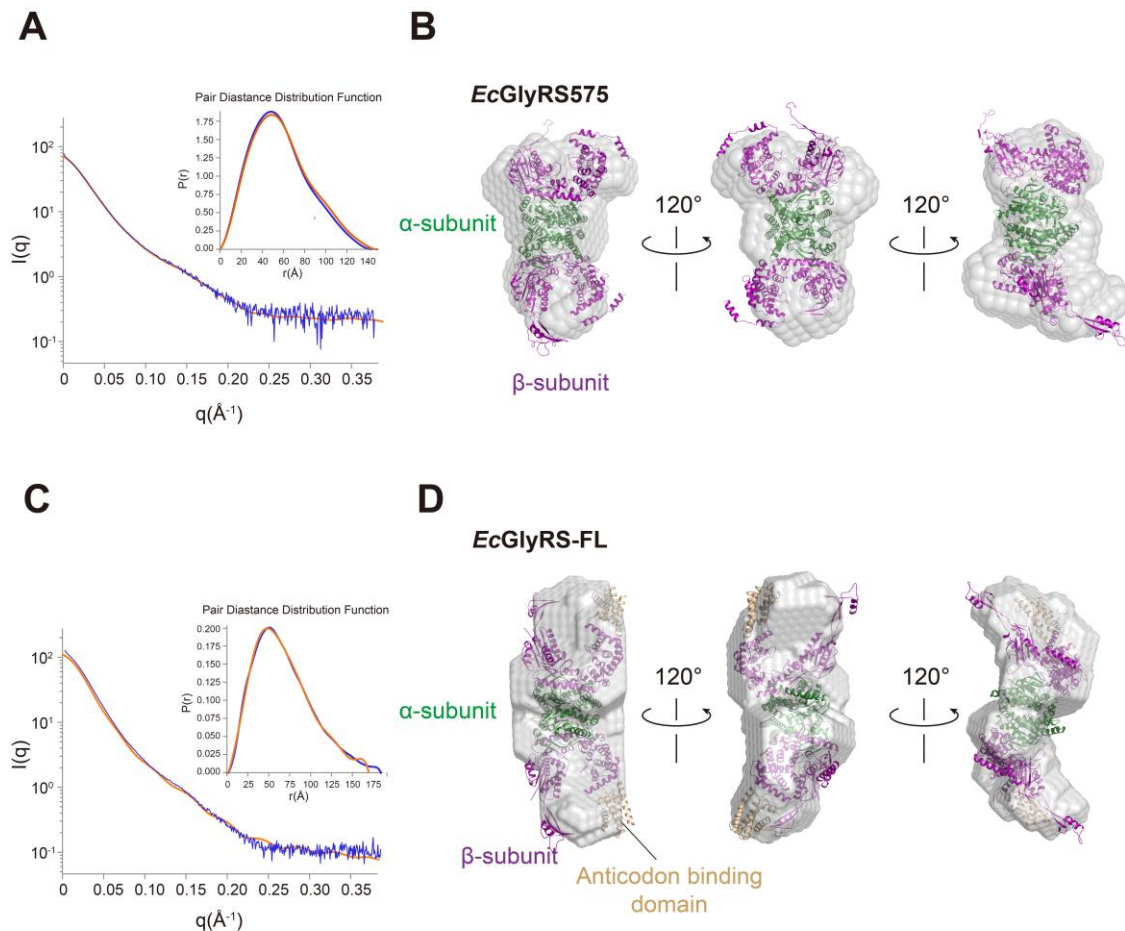 A
Pair Diastance Distribution Function
1.75
1.50
1.25
1.00
0.75
0.50
0.25
0.00
P(r)
0 20 40 60 80 100 120 140
r(Å)
10²
10¹
10⁰
10⁻¹
I(q)
0 0.05 0.10 0.15 0.20 0.25 0.30 0.35
q(Å⁻¹)
B
EcGlyRS575
α-subunit
120°
120°
β-subunit
C
Pair Diastance Distribution Function
0.200
0.175
0.150
0.125
0.100
0.075
0.050
0.025
0.000
P(r)
0 25 50 75 100 125 150 175
r(Å)
10²
10¹
10⁰
10⁻¹
I(q)
0 0.05 0.10 0.15 0.20 0.25 0.30 0.35
q(Å⁻¹)
D
EcGlyRS-FL
α-subunit
120°
120°
β-subunit
Anticodon binding
domain